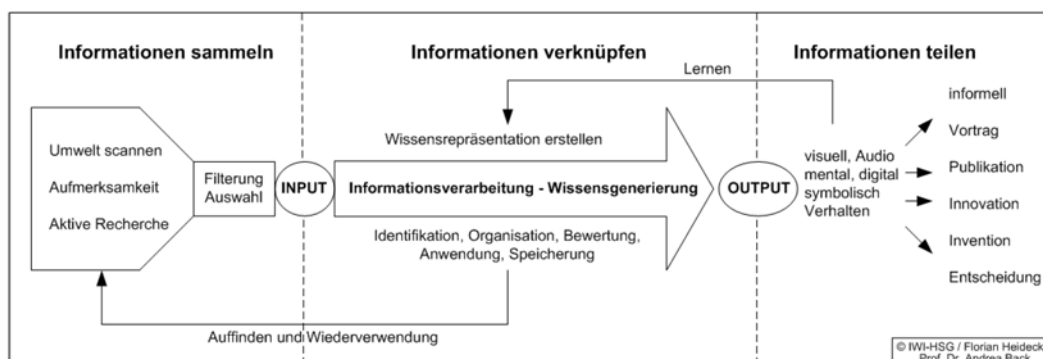 Informationen sammeln
Informationen verknüpfen
Informationen teilen
Umwelt scannen
Aufmerksamkeit
Aktive Recherche
Filterung
Auswahl
INPUT
Lernen
Wissensrepräsentation erstellen
Informationsverarbeitung - Wissensgenerierung
Identifikation, Organisation, Bewertung,
Anwendung, Speicherung
Auffinden und Wiederverwendung
OUTPUT
visuell, Audio
mental, digital
symbolisch
Verhalten
informell
Vortrag
Publikation
Innovation
Invention
Entscheidung
© IWI-HSG / Florian Heideck
Prof. Dr. Andrea Back